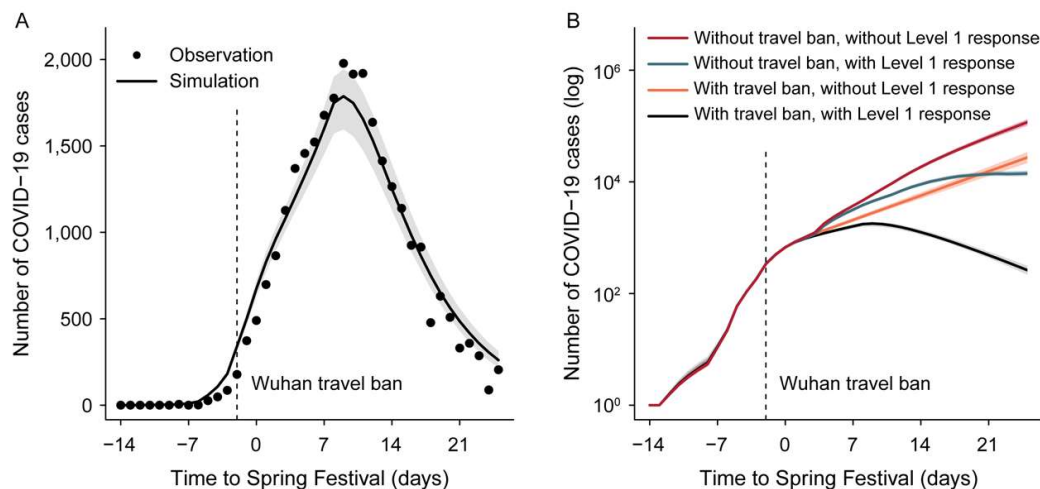 A
Observation
Simulation
Number of COVID−19 cases
2,000
1,500
1,000
500
0
Wuhan travel ban
−14
−7
0
7
14
21
Time to Spring Festival (days)
B
Without travel ban, without Level 1 response
Without travel ban, with Level 1 response
With travel ban, without Level 1 response
With travel ban, with Level 1 response
Number of COVID−19 cases (log)
10⁶
10⁴
10²
10⁰
Wuhan travel ban
−14
−7
0
7
14
21
Time to Spring Festival (days)